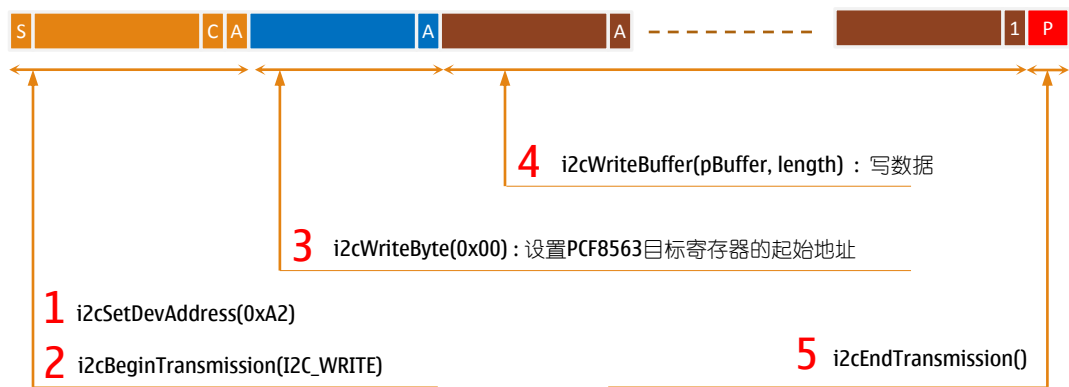 S C A A A 1 P
4 i2cWriteBuffer(pBuffer, length) : 写数据
3 i2cWriteByte(0x00) : 设置PCF8563目标寄存器的起始地址
1 i2cSetDevAddress(0xA2)
2 i2cBeginTransmission(I2C_WRITE)
5 i2cEndTransmission()